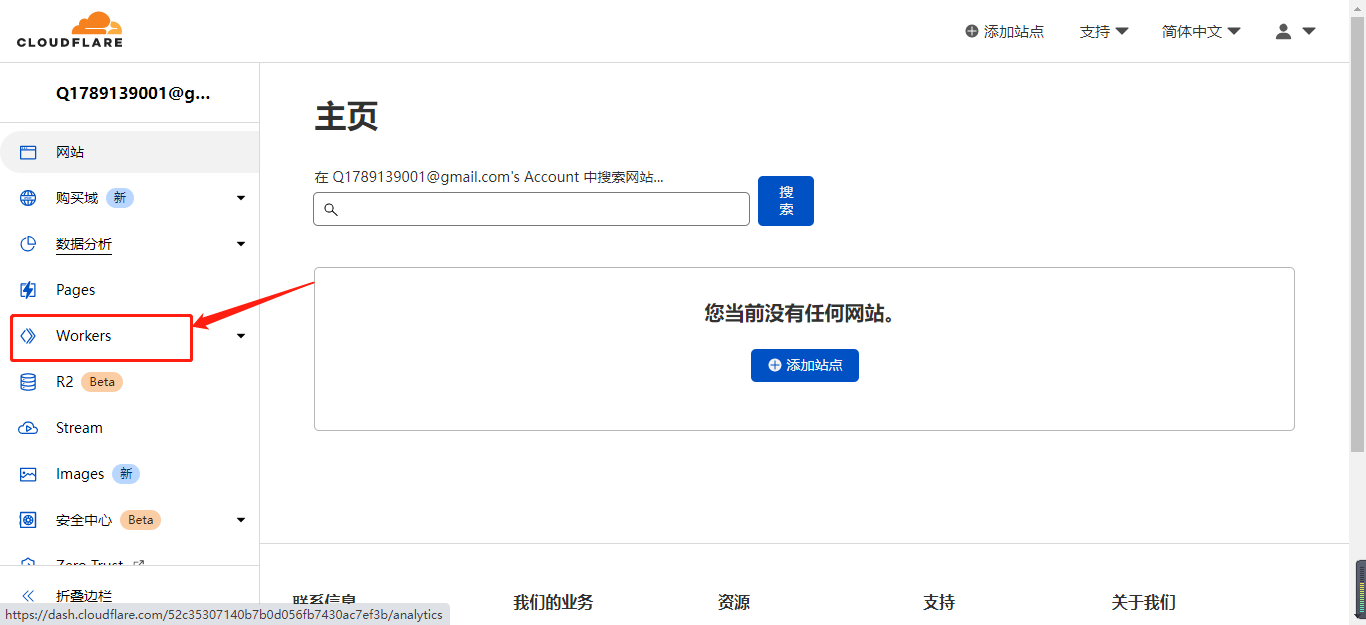 CLOUDFLARE
添加站点
支持
简体中文
Q1789139001@g...
网站
购买域 新
数据分析
Pages
Workers
R2 Beta
Stream
Images 新
安全中心 Beta
Zero Trust
折叠边栏
主页
在 Q1789139001@gmail.com's Account 中搜索网站...
搜
索
您当前没有任何网站。
添加站点
联系信息
我们的业务
资源
支持
关于我们
https://dash.cloudflare.com/52c35307140b7b0d056fb7430ac7ef3b/analytics